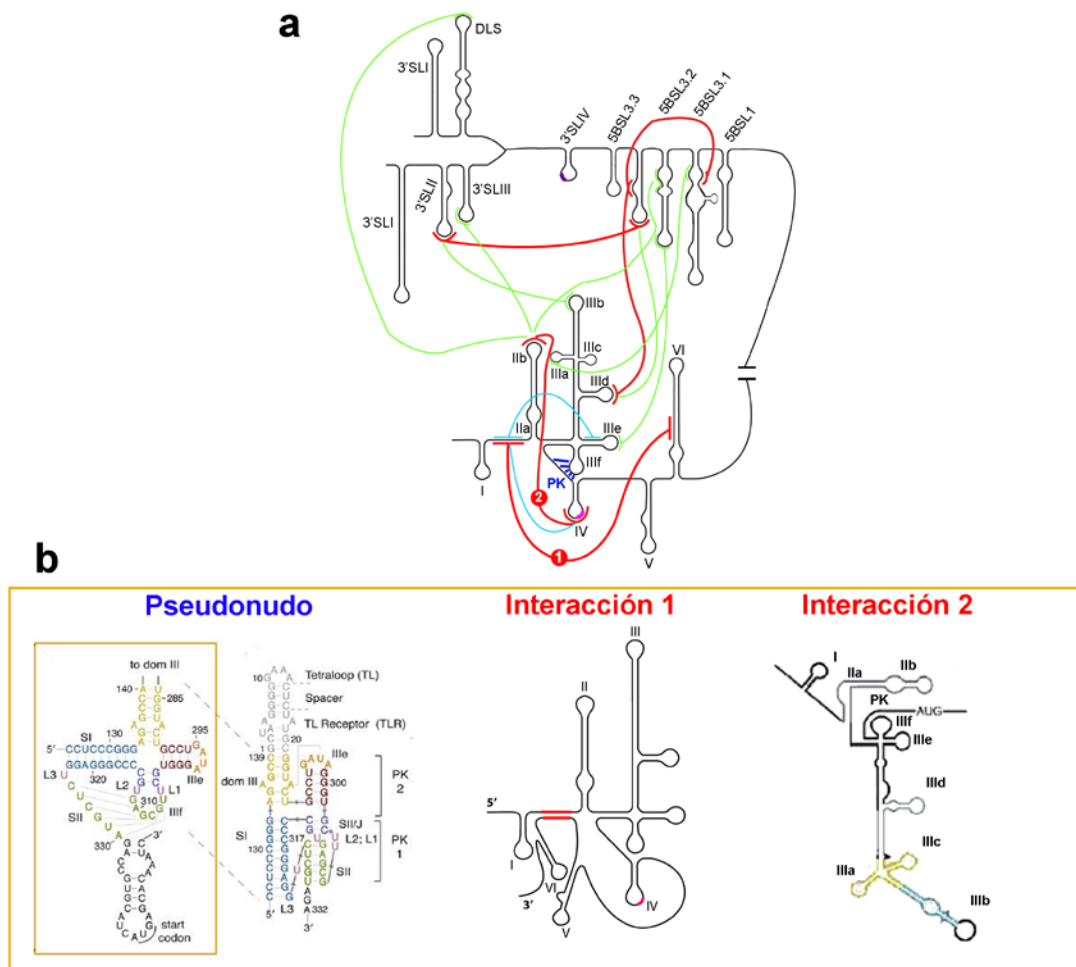 a
DLS
3'SLI
3'SLIV
5BSL3.3
5BSL3.2
5BSL3.1
5BSL1
3'SLI
3'SLII
3'SLIII
IIIb
IIb
IIIc
IIIa
VI
IIId
IIa
IIIe
I
PK
IIIf
2
IV
V
1
b
Pseudonudo
to dom III
140
285
130
295
SI
5'
CCUCCCGGG
GCCUG
GGAGGGCCC
L3
320
IIIe
L2
L1
310
SII
IIIf
330
3'
start
codon
10
Tetraloop (TL)
Spacer
TL Receptor (TLR)
20
1
139
IIIe
dom III
300
PK
2
SI
317
SII/J
L2; L1
PK
1
130
SII
L3
5'
332
3'
Interacción 1
III
II
5'
I
VI
3'
IV
V
Interacción 2
I
IIa
IIb
PK
AUG
IIIf
IIIe
IIId
IIIc
IIIa
IIIb